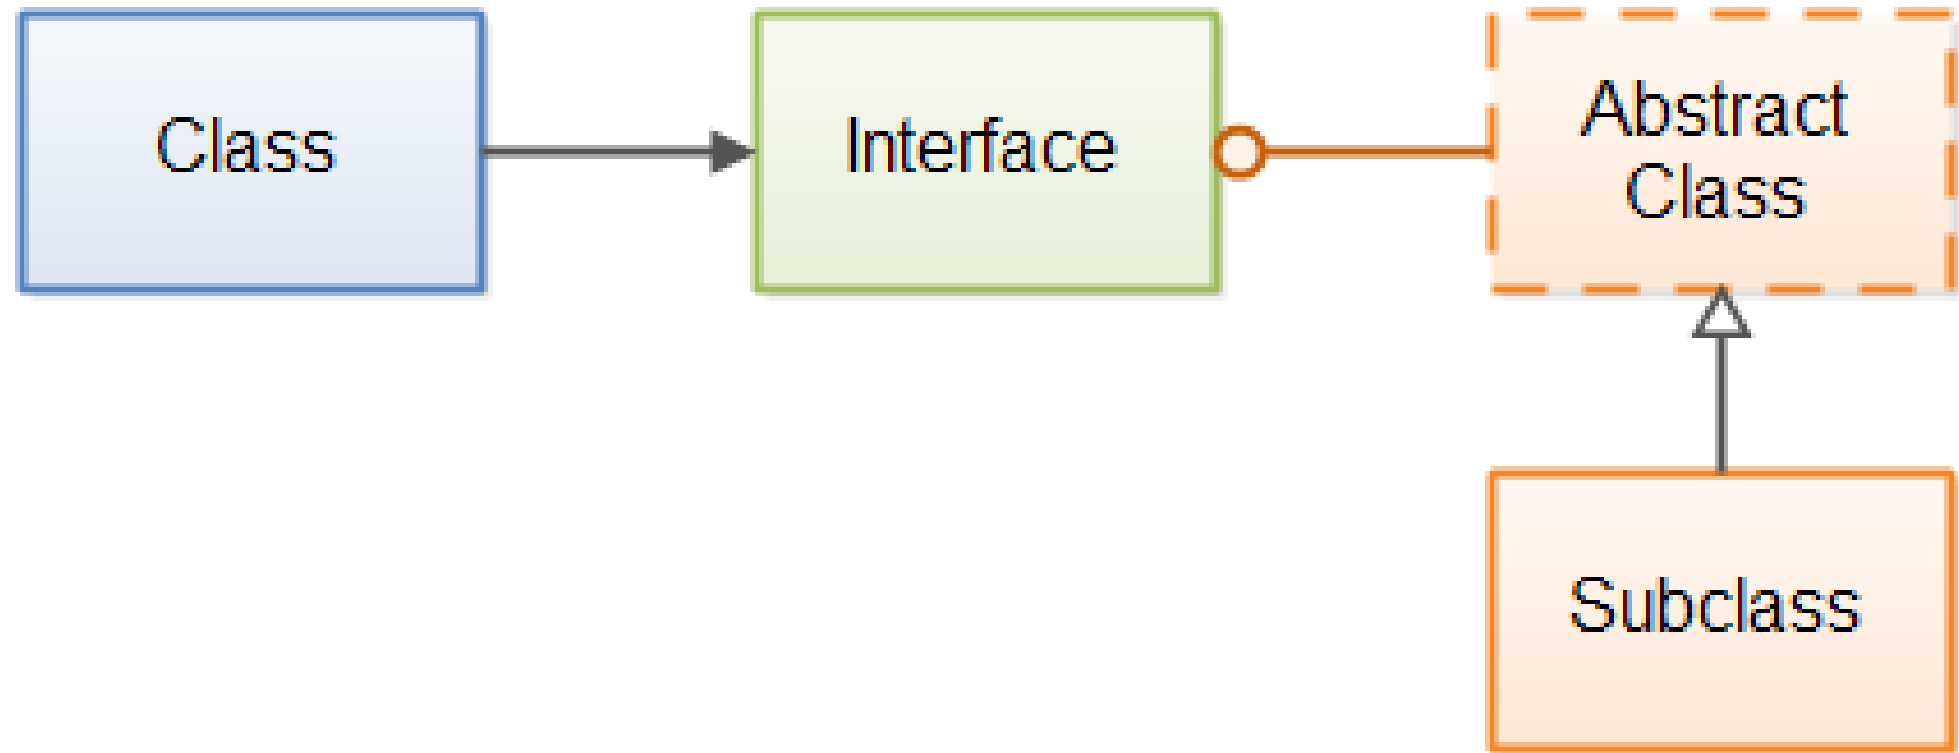 Class
Interface
Abstract
Class
Subclass